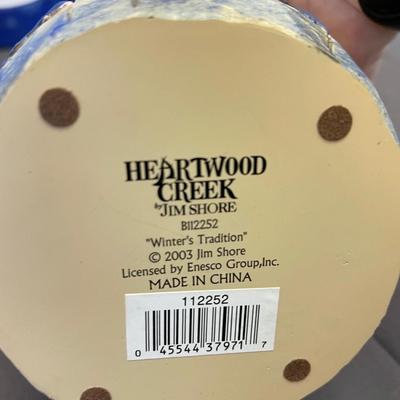 HEARTWOOD
CREEK
by JIM SHORE
B112252
"Winter's Tradition"
© 2003 Jim Shore
Licensed by Enesco Group,Inc.
MADE IN CHINA
112252
0 45544 37971 7